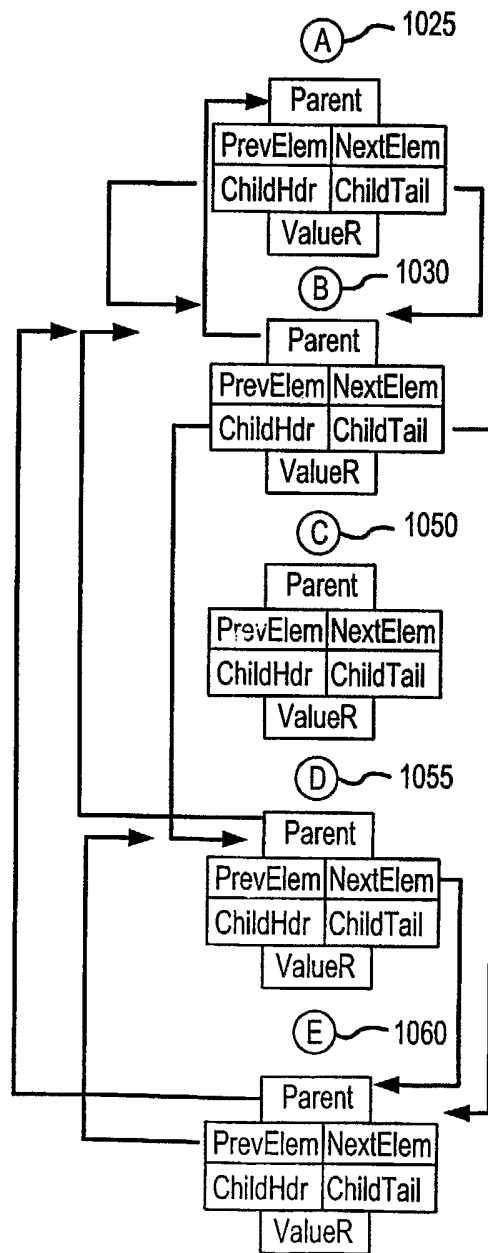 A 1025
Parent
PrevElem NextElem
ChildHdr ChildTail
ValueR
B 1030
Parent
PrevElem NextElem
ChildHdr ChildTail
ValueR
C 1050
Parent
PrevElem NextElem
ChildHdr ChildTail
ValueR
D 1055
Parent
PrevElem NextElem
ChildHdr ChildTail
ValueR
E 1060
Parent
PrevElem NextElem
ChildHdr ChildTail
ValueR